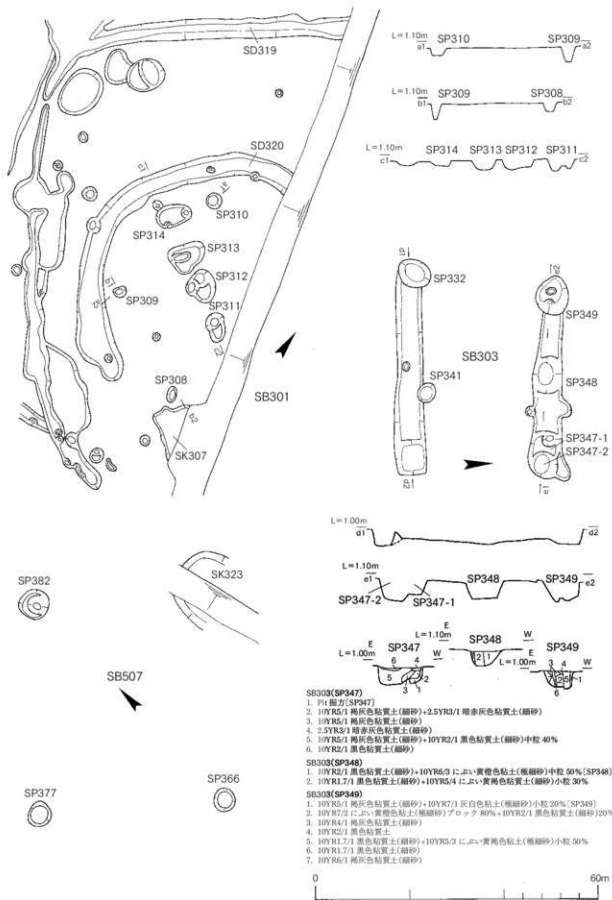 SD319
SD320
SP310
SP314
SP313
SP312
SP309
SP311
SP308
SB301
SK307
L=1.10m a1 SP310 SP309 a2
L=1.10m b1 SP309 SP308 b2
L=1.10m c1 SP314 SP313 SP312 SP311 c2
SP332
SP349
SB303
SP348
SP341
SP347-1
SP347-2
d2
e
SP382
SK323
SB507
SP377
SP366
L=1.00m d1 d2
L=1.10m e1 SP348 SP349 e2
SP347-2 SP347-1
E SP347 W
L=1.00m
E SP348 W
L=1.10m
E SP349 W
L=1.00m
SB303(SP347)
1. Pit 掘方[SP347]
2. 10YR5/1 褐灰色粘質土(細砂)+2.5YR3/1 暗赤灰色粘質土(細砂)
3. 10YR5/1 褐灰色粘質土(細砂)
4. 2.5YR3/1 暗赤灰色粘質土(細砂)
5. 10YR5/1 褐灰色粘質土(細砂)+10YR2/1 黒色粘質土(細砂)中粒 40%
6. 10YR2/1 黒色粘質土(細砂)
SB303(SP348)
1. 10YR2/1 黒色粘質土(細砂)+10YR6/3 にぶい黄橙色粘土(極細砂)中粒 50%[SP348]
2. 10YR1.7/1 黒色粘質土(細砂)+10YR5/4 にぶい黄褐色粘土(極細砂)小粒 30%
SB303(SP349)
1. 10YR5/1 褐灰色粘質土(細砂)+10YR7/1 灰白色粘土(極細砂)小粒 20%[SP349]
2. 10YR7/2 にぶい黄橙色粘土(極細砂)ブロック 80%+10YR2/1 黒色粘質土(細砂)20%
3. 10YR4/1 褐灰色粘質土(細砂)
4. 10YR2/1 黒色粘質土
5. 10YR1.7/1 黒色粘質土(細砂)+10YR5/3 にぶい黄褐色粘土(極細砂)小粒 50%
6. 10YR1.7/1 黒色粘質土(細砂)
7. 10YR6/1 褐灰色粘質土(細砂)
0 60m